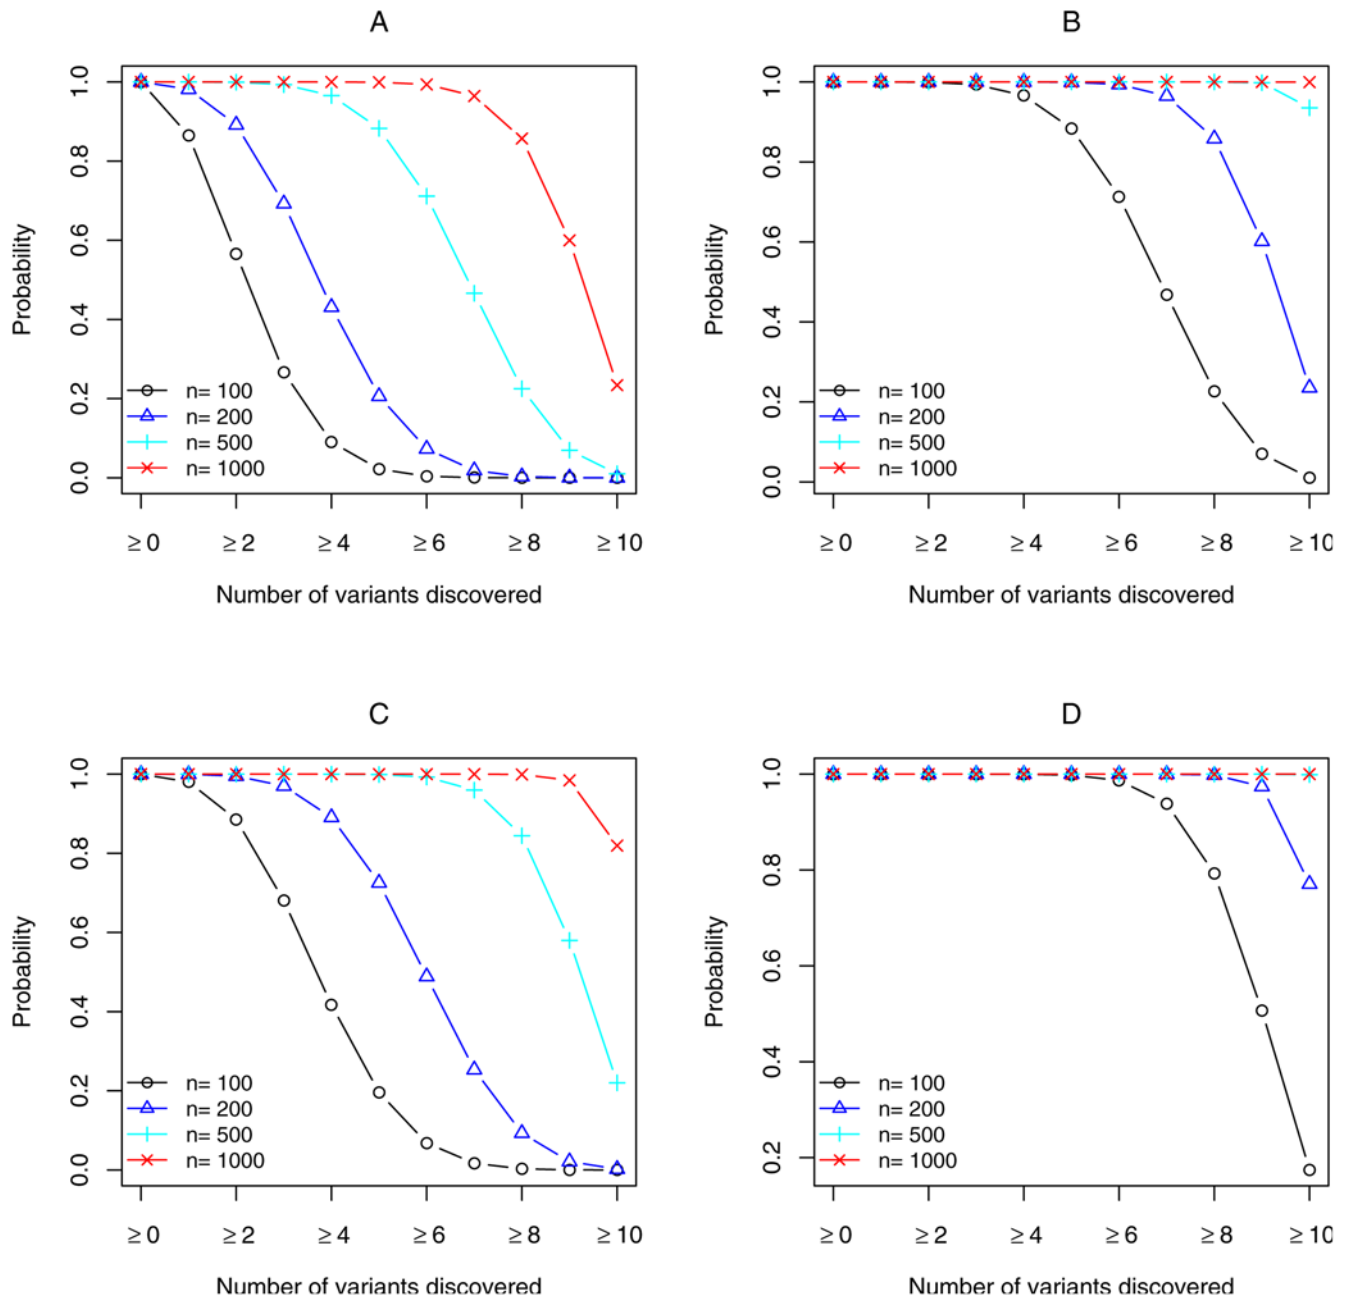 A
Probability
1.0
0.8
0.6
0.4
0.2
0.0
n= 100
n= 200
n= 500
n= 1000
≥ 0 ≥ 2 ≥ 4 ≥ 6 ≥ 8 ≥ 10
Number of variants discovered
B
Probability
1.0
0.8
0.6
0.4
0.2
0.0
n= 100
n= 200
n= 500
n= 1000
≥ 0 ≥ 2 ≥ 4 ≥ 6 ≥ 8 ≥ 10
Number of variants discovered
C
Probability
1.0
0.8
0.6
0.4
0.2
0.0
n= 100
n= 200
n= 500
n= 1000
≥ 0 ≥ 2 ≥ 4 ≥ 6 ≥ 8 ≥ 10
Number of variants discovered
D
Probability
1.0
0.8
0.6
0.4
0.2
n= 100
n= 200
n= 500
n= 1000
≥ 0 ≥ 2 ≥ 4 ≥ 6 ≥ 8 ≥ 10
Number of variants discovered